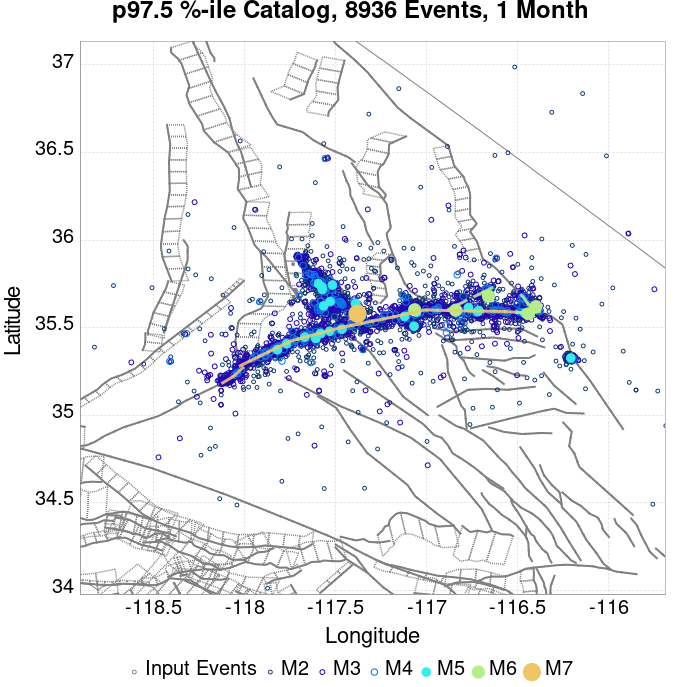 p97.5 %-ile Catalog, 8936 Events, 1 Month
37
36.5
36
35.5
35
34.5
34
Latitude
-118.5 -118 -117.5 -117 -116.5 -116
Longitude
Input Events M2 M3 M4 M5 M6 M7